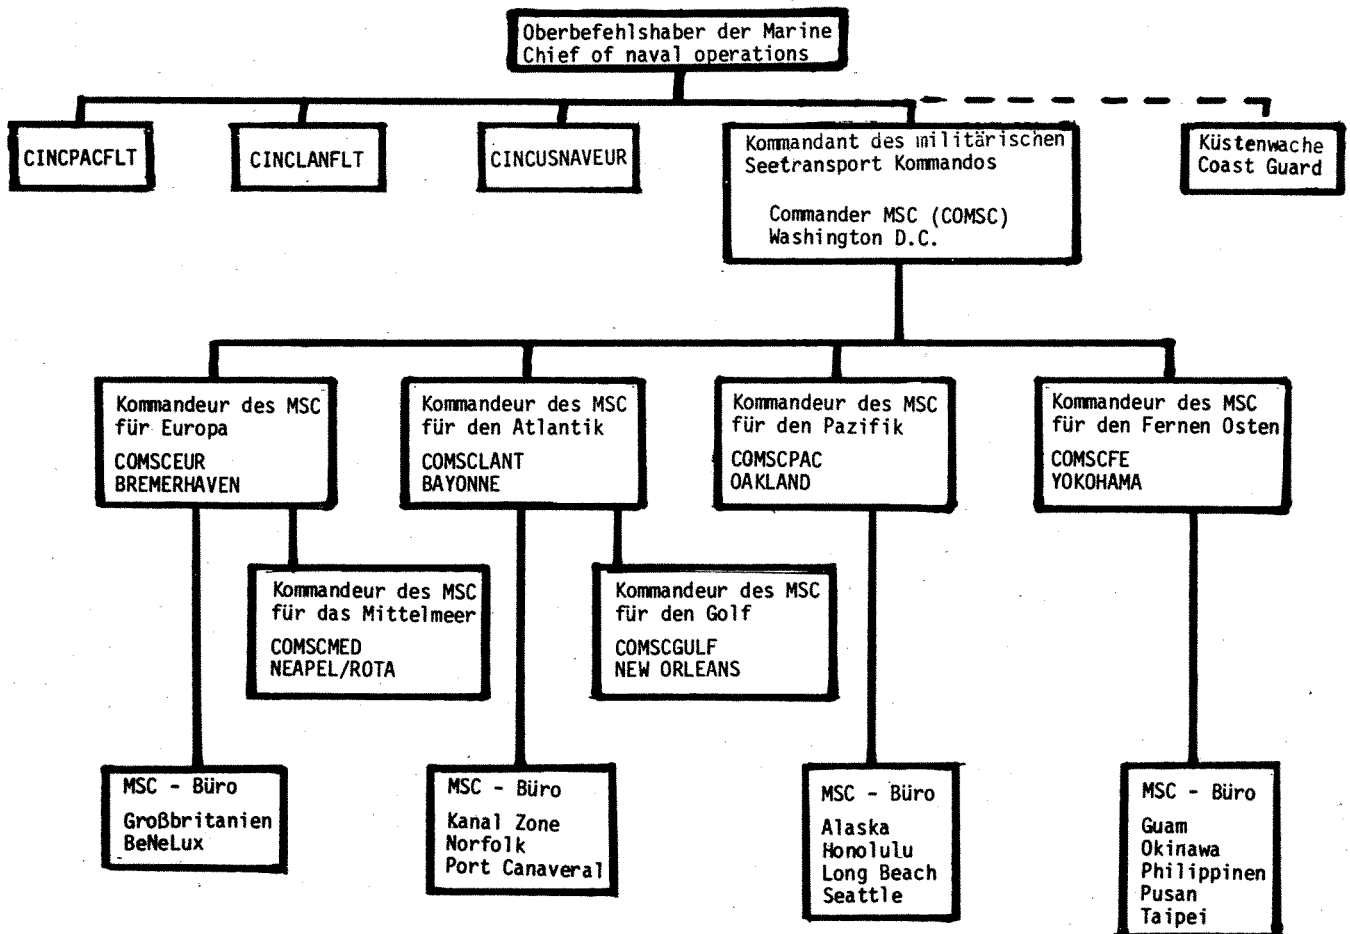 Oberbefehlshaber der Marine
Chief of naval operations
CINCPACFLT
CINCLANFLT
CINCUSNAVEUR
Kommandant des militärischen
Seetransport Kommandos
Commander MSC (COMSC)
Washington D.C.
Küstenwache
Coast Guard
Kommandeur des MSC
für Europa
COMSCEUR
BREMERHAVEN
Kommandeur des MSC
für den Atlantik
COMSCLANT
BAYONNE
Kommandeur des MSC
für den Pazifik
COMSCPAC
OAKLAND
Kommandeur des MSC
für den Fernen Osten
COMSCFE
YOKOHAMA
Kommandeur des MSC
für das Mittelmeer
COMSCMED
NEAPEL/ROTA
Kommandeur des MSC
für den Golf
COMSCGULF
NEW ORLEANS
MSC - Büro
Großbritanien
BeNeLux
MSC - Büro
Kanal Zone
Norfolk
Port Canaveral
MSC - Büro
Alaska
Honolulu
Long Beach
Seattle
MSC - Büro
Guam
Okinawa
Philippinen
Pusan
Taipei